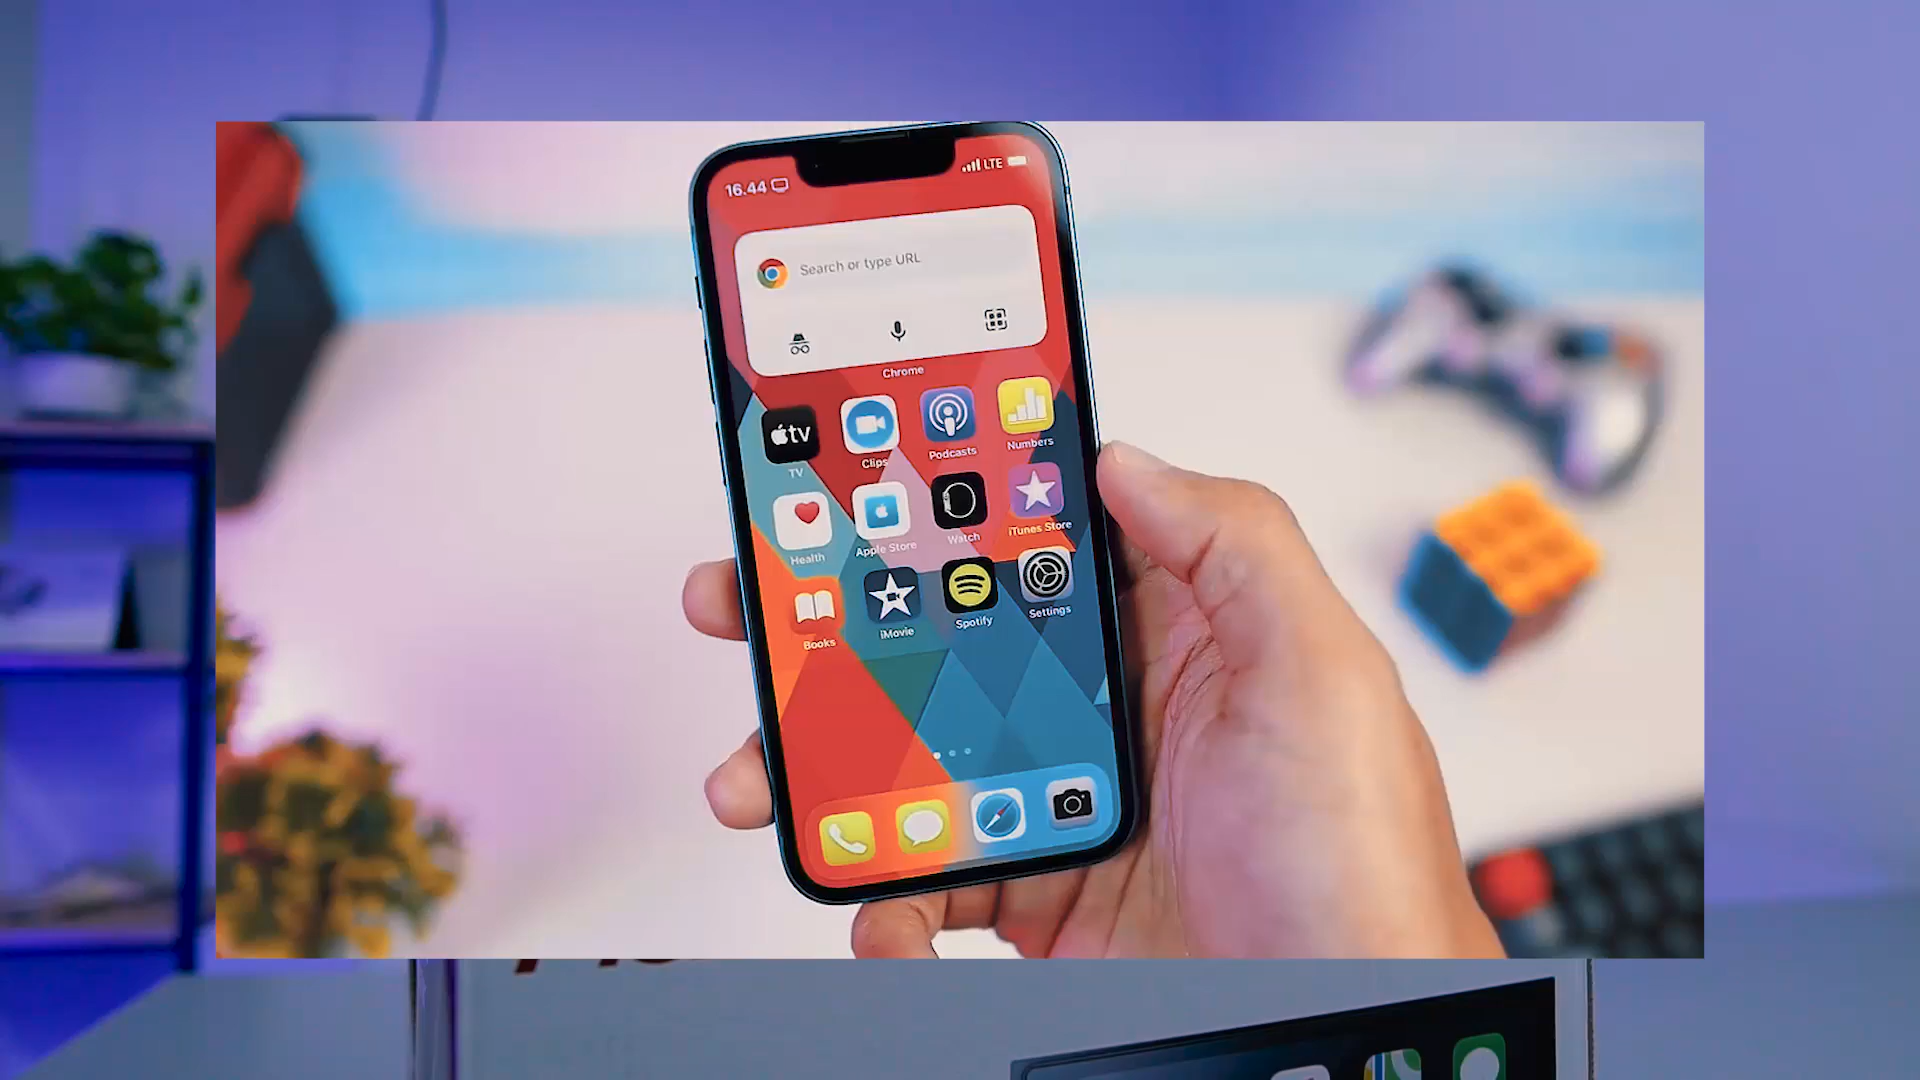 16.44
LTE
Search or type URL
Chrome
tv
TV
Clips
Podcasts
Numbers
Health
Apple Store
Watch
iTunes Store
Books
iMovie
Spotify
Settings